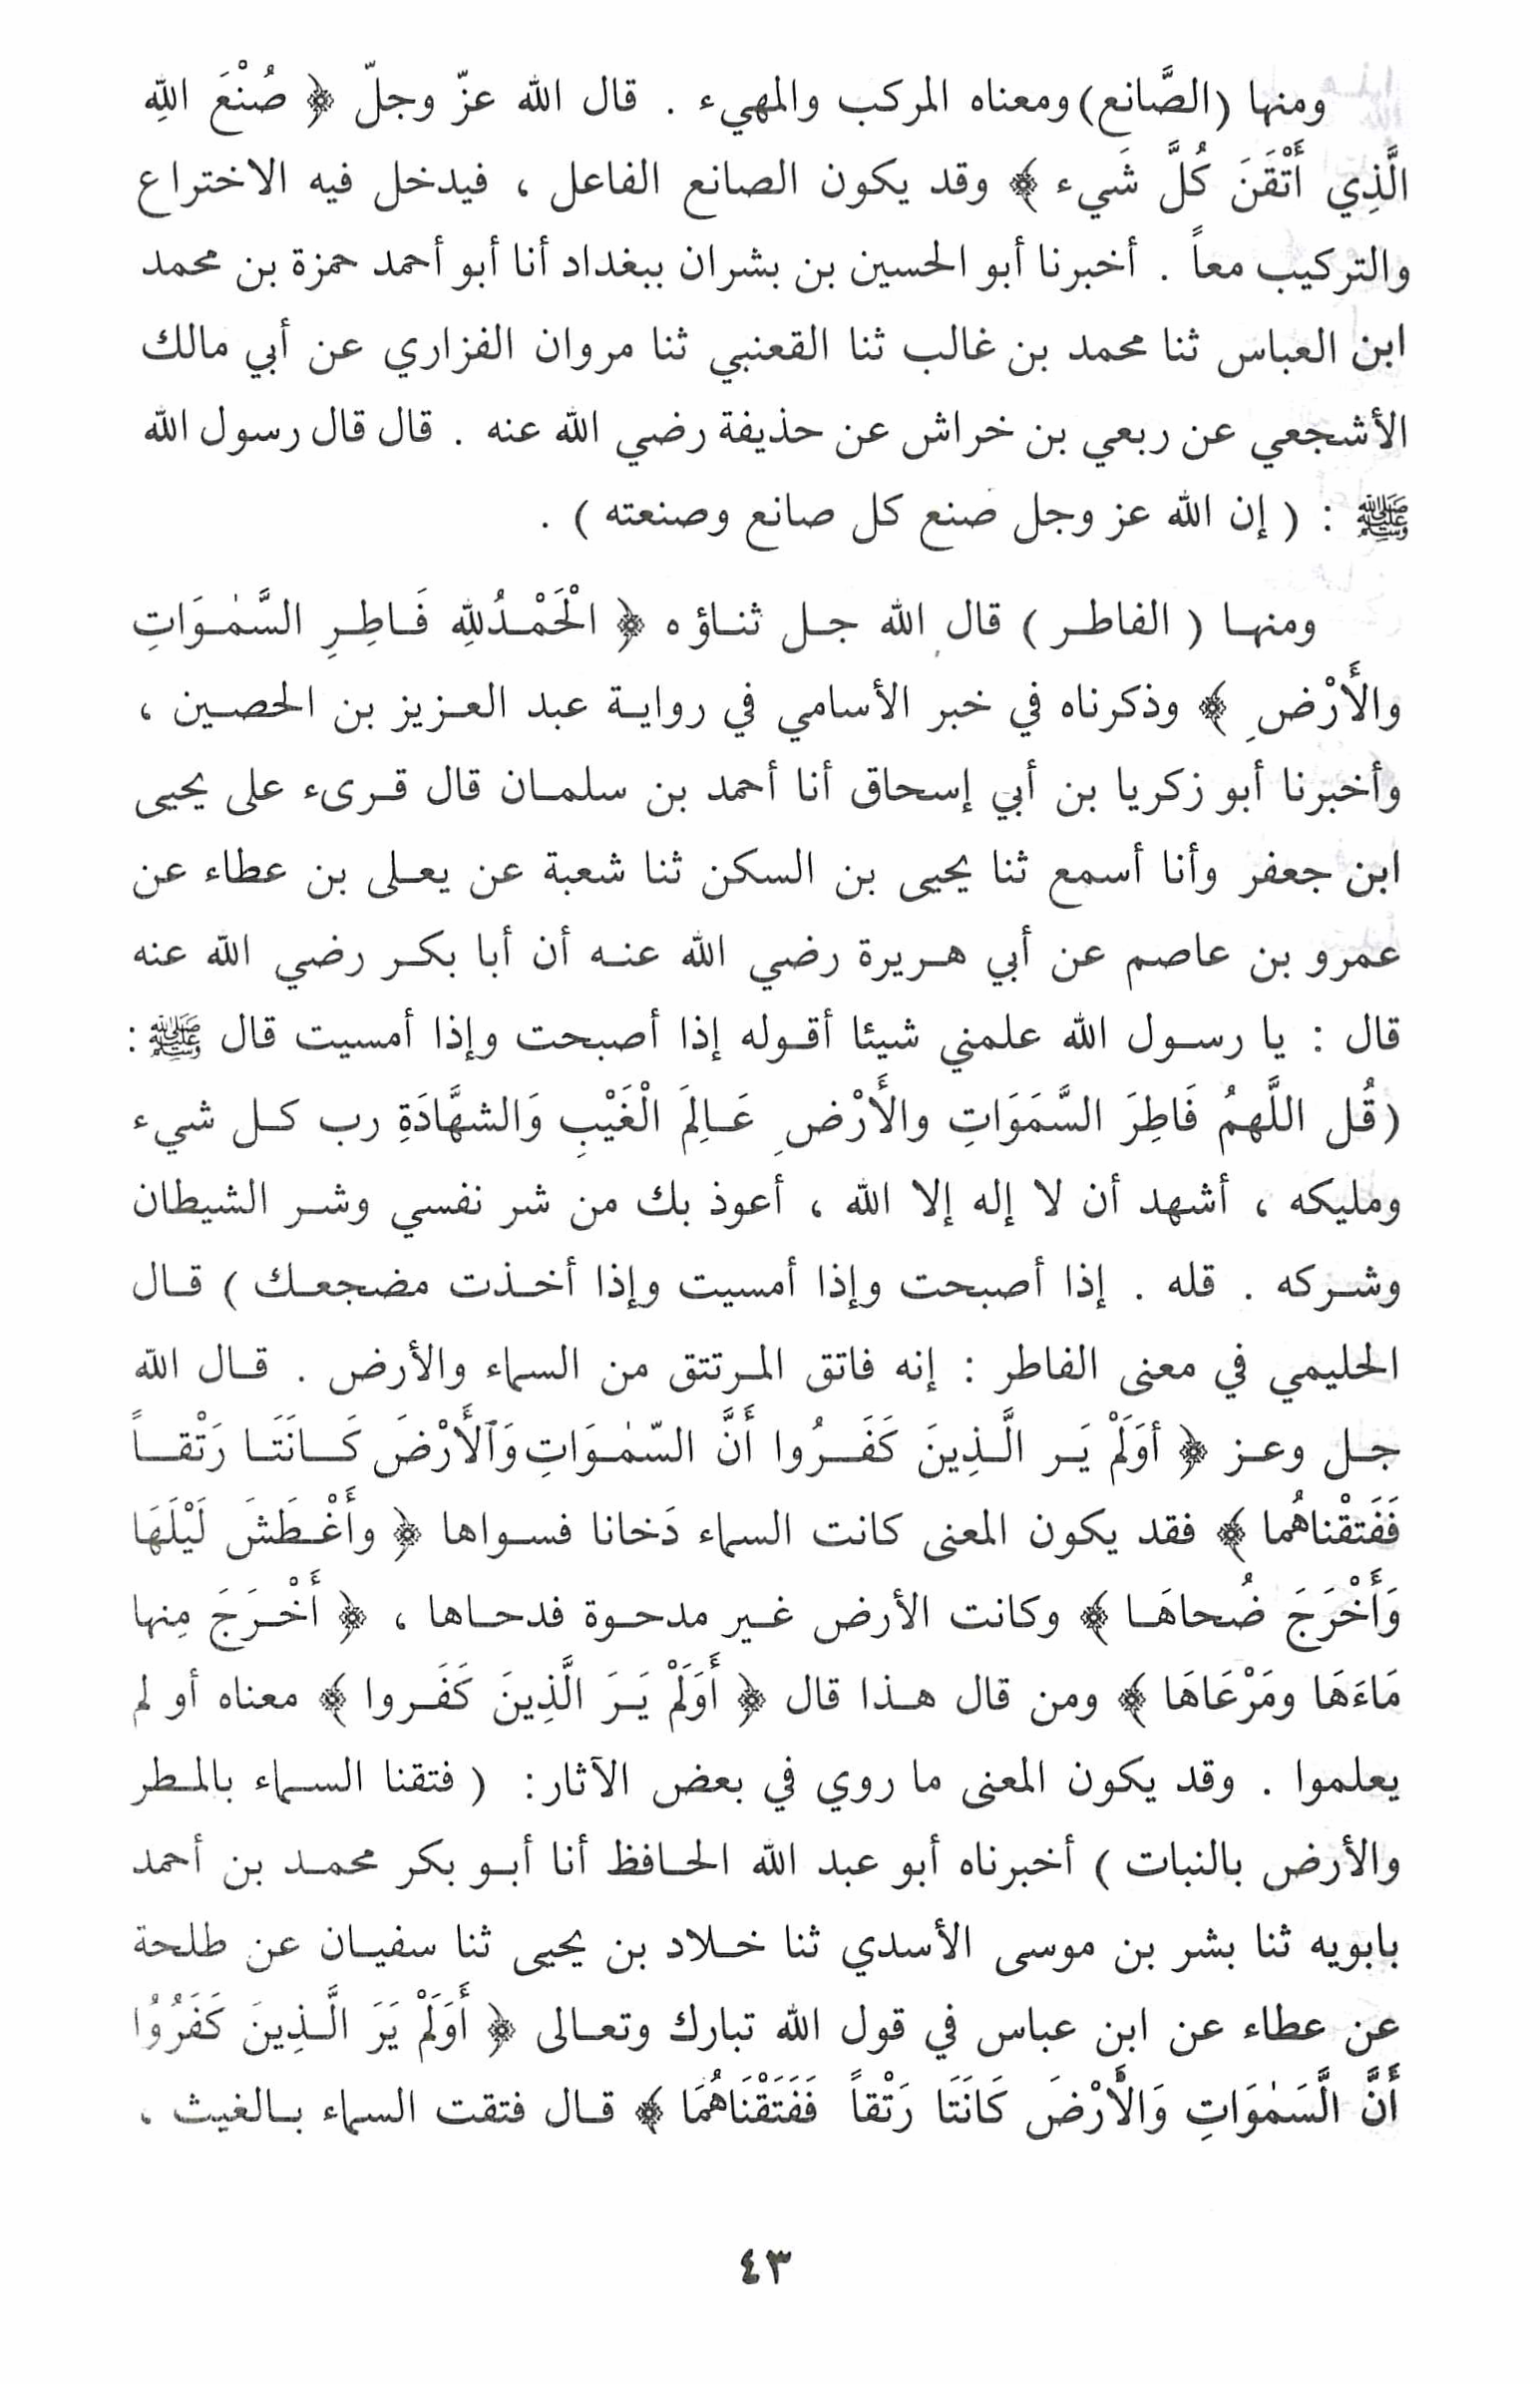 ومنها (الصَّانع) ومعناه المركب والمهيء . قال الله عزّ وجلّ ﴿ صُنْعَ اللهِ
الَّذِي أَتْقَنَ كُلَّ شَيء ﴾ وقد يكون الصانع الفاعل ، فيدخل فيه الاختراع
والتركيب معاً . أخبرنا أبو الحسين بن بشران ببغداد أنا أبو أحمد حمزة بن محمد
ابن العباس ثنا محمد بن غالب ثنا القعنبي ثنا مروان الفزاري عن أبي مالك
الأشجعي عن ربعي بن خراش عن حذيفة رضي الله عنه . قال قال رسول الله
ﷺ : ( إن الله عز وجل صنع كل صانع وصنعته ) .
ومنها ( الفاطر ) قال الله جل ثناؤه ﴿ الْحَمْدُ للهِ فَاطِرِ السَّمٰوَاتِ
والأَرْضِ ﴾ وذكرناه في خبر الأسامي في رواية عبد العزيز بن الحصين ،
وأخبرنا أبو زكريا بن أبي إسحاق أنا أحمد بن سلمان قال قرىء على يحيى
ابن جعفر وأنا أسمع ثنا يحيى بن السكن ثنا شعبة عن يعلى بن عطاء عن
عمرو بن عاصم عن أبي هريرة رضي الله عنه أن أبا بكر رضي الله عنه
قال : يا رسول الله علمني شيئا أقوله إذا أصبحت وإذا أمسيت قال ﷺ :
(قُل اللَّهمُ فَاطِرَ السَّمَوَاتِ والأَرْضِ عَالِمَ الْغَيْبِ وَالشهَّادَةِ رب كل شيء
ومليكه ، أشهد أن لا إله إلا الله ، أعوذ بك من شر نفسي وشر الشيطان
وشركه . قله . إذا أصبحت وإذا أمسيت وإذا أخذت مضجعك ) قال
الحليمي في معنى الفاطر : إنه فاتق المرتتق من السماء والأرض . قال الله
جل وعز ﴿ أوَلَمْ يَر الَّذِينَ كَفَرُوا أَنَّ السّمٰوَاتِ وَالأَرْضَ كَانَتَا رَتْقاً
فَفَتقْناهُما ﴾ فقد يكون المعنى كانت السماء دَخانا فسواها ﴿ وأَغْطَشَ لَيْلَهَا
وَأَخْرَجَ ضُحاهَا ﴾ وكانت الأرض غير مدحوة فدحاها ، ﴿ أَخْرَجَ مِنها
مَاءَهَا ومَرْعَاهَا ﴾ ومن قال هذا قال ﴿ أَوَلَمْ يَرَ الَّذِينَ كَفَروا ﴾ معناه أو لم
يعلموا . وقد يكون المعنى ما روي في بعض الآثار : ( فتقنا السماء بالمطر
والأرض بالنبات ) أخبرناه أبو عبد الله الحافظ أنا أبو بكر محمد بن أحمد
بابويه ثنا بشر بن موسى الأسدي ثنا خلاد بن يحيى ثنا سفيان عن طلحة
عن عطاء عن ابن عباس في قول الله تبارك وتعالى ﴿ أَوَلَمْ يَرَ الَّذِينَ كَفَرُوُا
أَنَّ الَّسَمٰوَاتِ وَالأَرْضَ كَانَتَا رَتْقاً فَفَتَقْنَاهُمَا ﴾ قال فتقت السماء بالغيث ،
٤٣